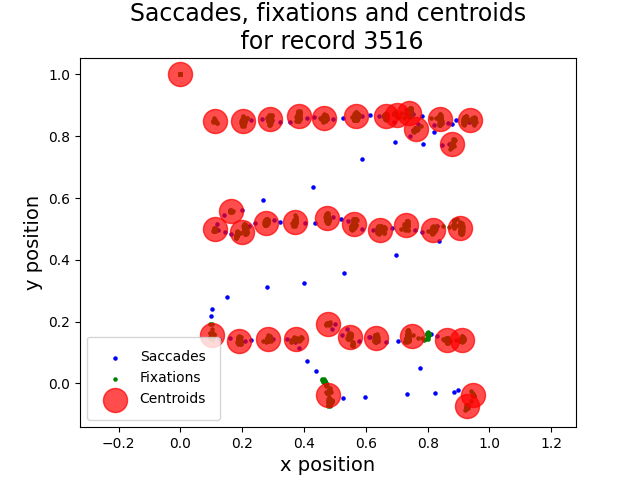 Saccades, fixations and centroids
for record 3516
1.0
0.8
0.6
0.4
0.2
0.0
y position
Saccades
Fixations
Centroids
−0.2 0.0 0.2 0.4 0.6 0.8 1.0 1.2
x position